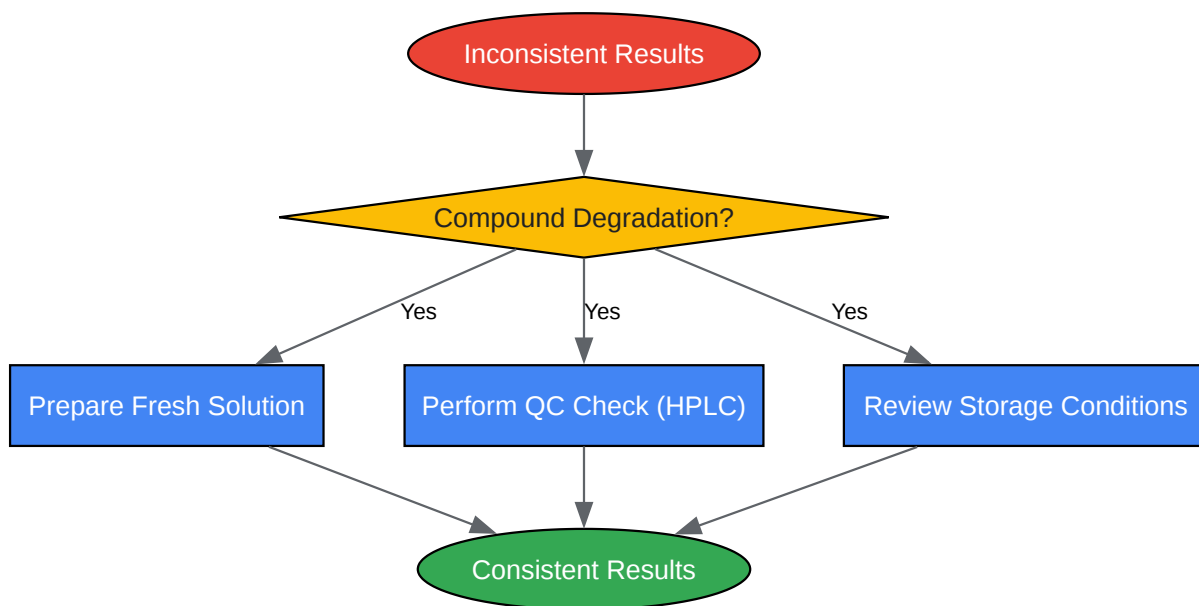 Inconsistent Results
Compound Degradation?
Yes
Yes
Yes
Prepare Fresh Solution
Perform QC Check (HPLC)
Review Storage Conditions
Consistent Results